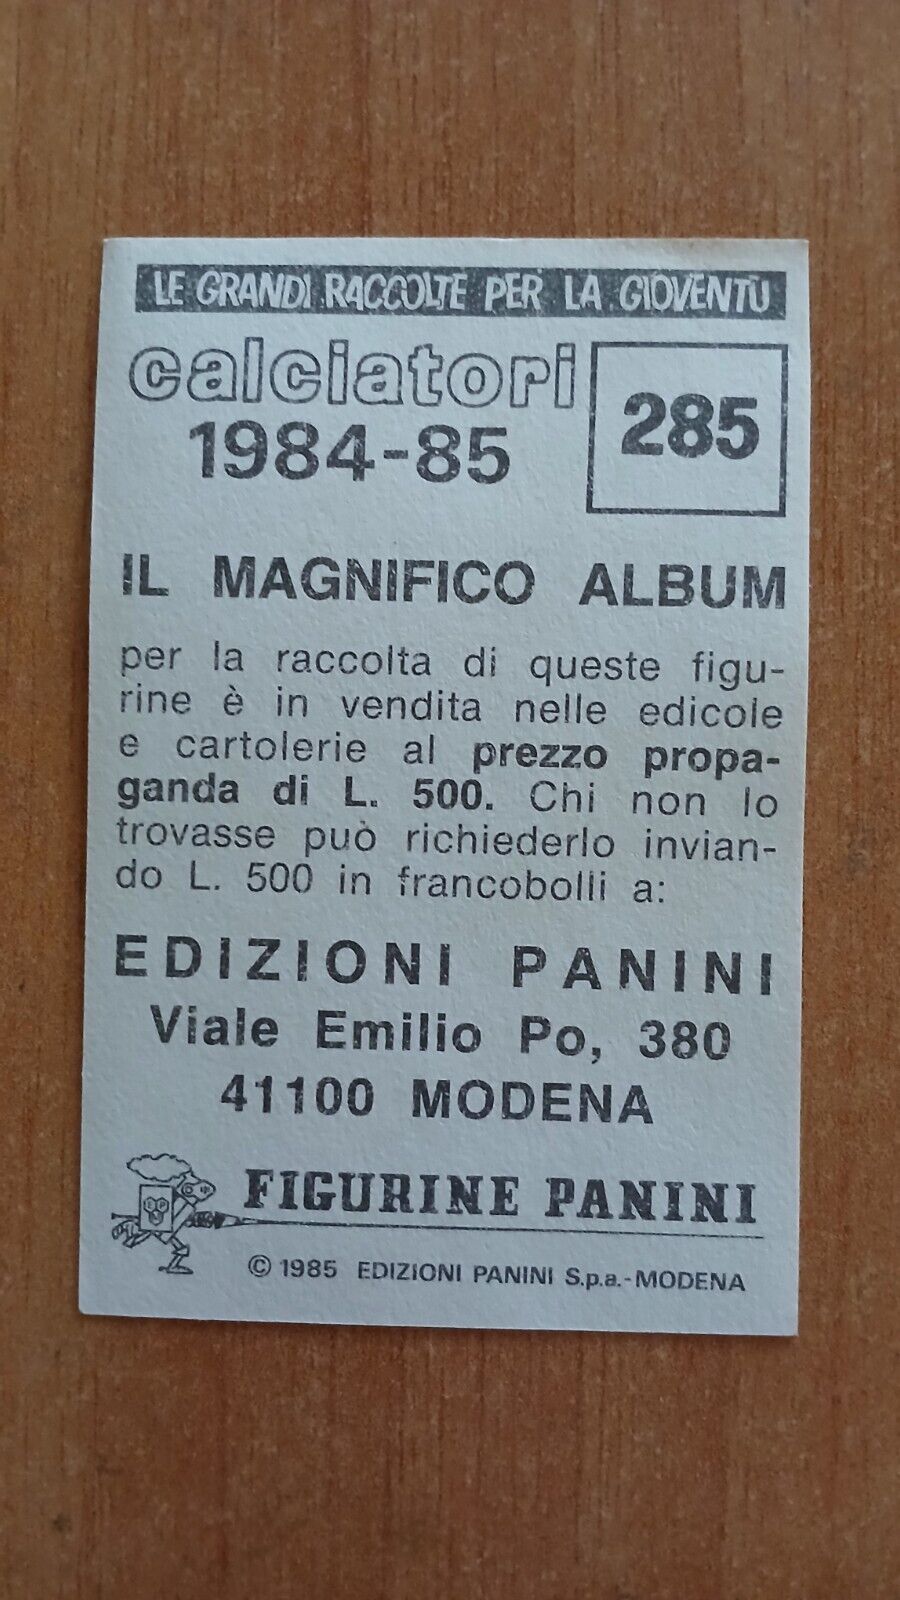 LE GRANDI RACCOLTE PER LA GIOVENTÙ
calciatori
1984-85
285
IL MAGNIFICO ALBUM
per la raccolta di queste figu-
rine è in vendita nelle edicole
e cartolerie al prezzo propa-
ganda di L. 500. Chi non lo
trovasse può richiederlo invian-
do L. 500 in francobolli a:
EDIZIONI PANINI
Viale Emilio Po, 380
41100 MODENA
FIGURINE PANINI
© 1985 EDIZIONI PANINI S.p.a.-MODENA